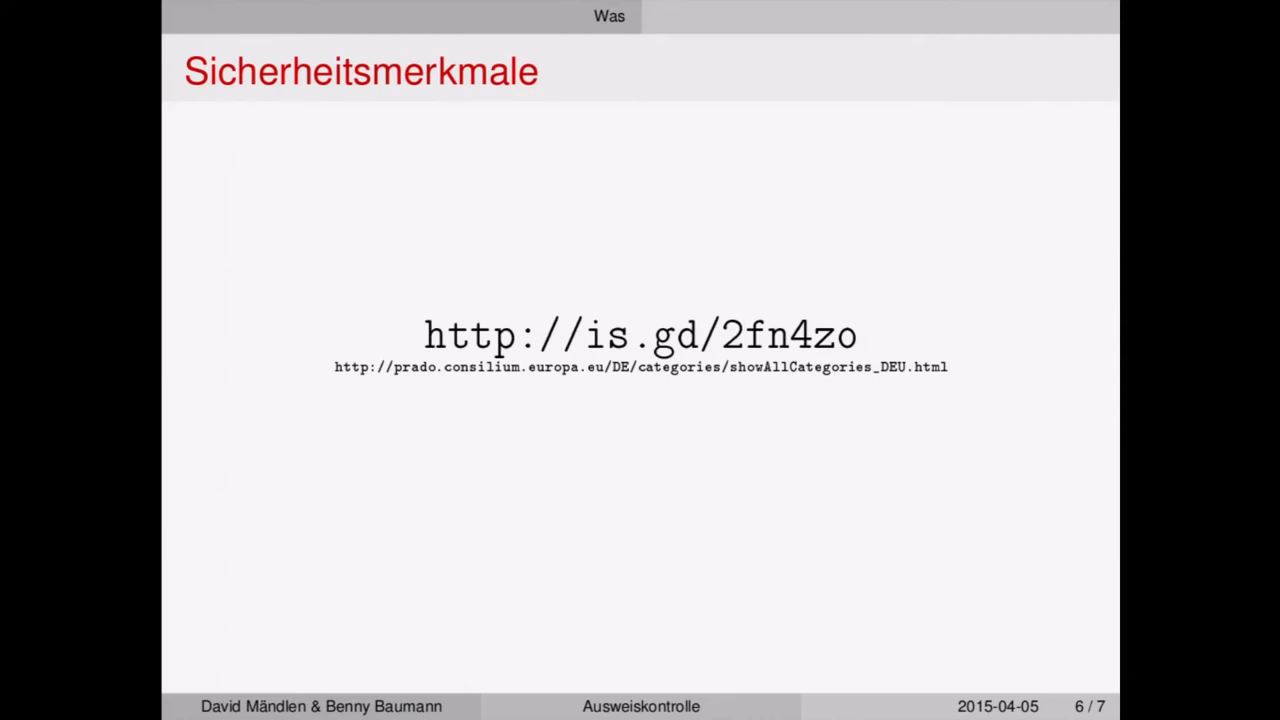 Was
Sicherheitsmerkmale
http://is.gd/2fn4zo
http://prado.consilium.europa.eu/DE/categories/showAllCategories_DEU.html
David Mändlen & Benny Baumann Ausweiskontrolle 2015-04-05 6 / 7